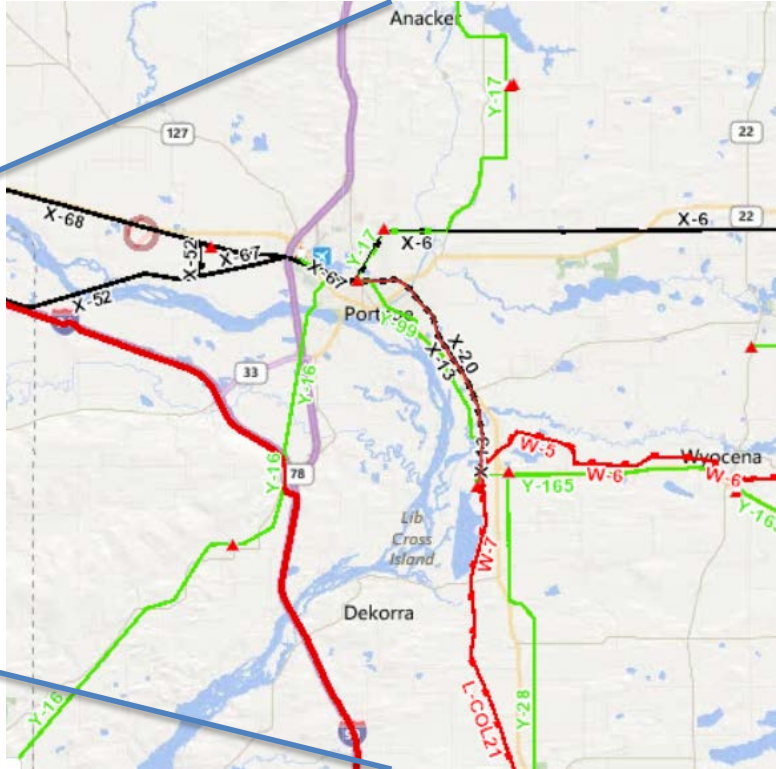 Anacker
Y-17
127
22
X-68
X-6
22
X-52
X-67
Y-17
X-6
X-67
X-52
Y-99
X-20
X-13
33
Y-16
X-13
W-5
Wyocena
78
Y-16
W-6
W-6
Y-165
Lib
Cross
Island
W-7
Dekorra
L-COL21
Y-28
Y-16